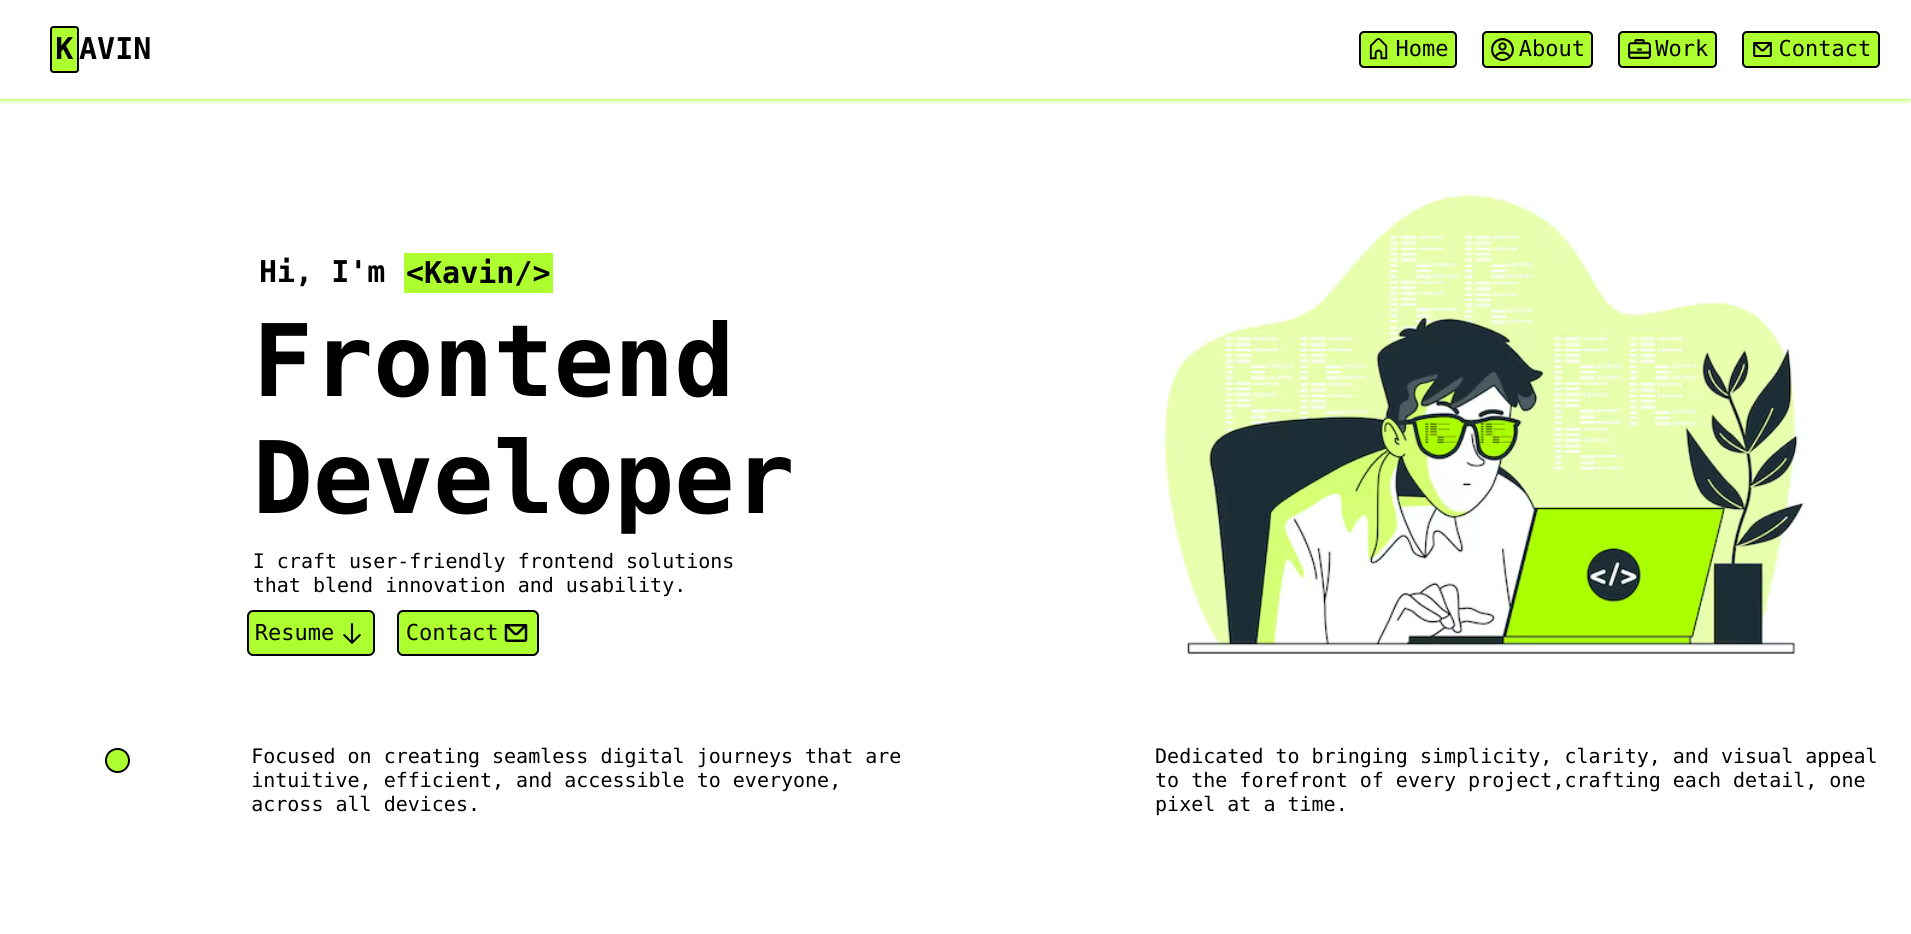 KAVIN
Home About Work Contact
Hi, I'm <Kavin/>
Frontend
Developer
I craft user-friendly frontend solutions
that blend innovation and usability.
Resume Contact
</>
Focused on creating seamless digital journeys that are
intuitive, efficient, and accessible to everyone,
across all devices.
Dedicated to bringing simplicity, clarity, and visual appeal
to the forefront of every project,crafting each detail, one
pixel at a time.